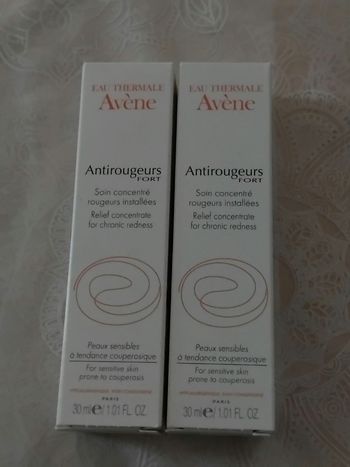 EAU THERMALE
Avène
Antirougeurs
FORT
Soin concentré
rougeurs installées
Relief concentrate
for chronic redness
Peaux sensibles
à tendance couperosique
For sensitive skin
prone to couperosis
PARIS
30 ml e / 1.01 FL. OZ.
EAU THERMALE
Avène
Antirougeurs
FORT
Soin concentré
rougeurs installées
Relief concentrate
for chronic redness
Peaux sensibles
à tendance couperosique
For sensitive skin
prone to couperosis
PARIS
30 ml e / 1.01 FL. OZ.